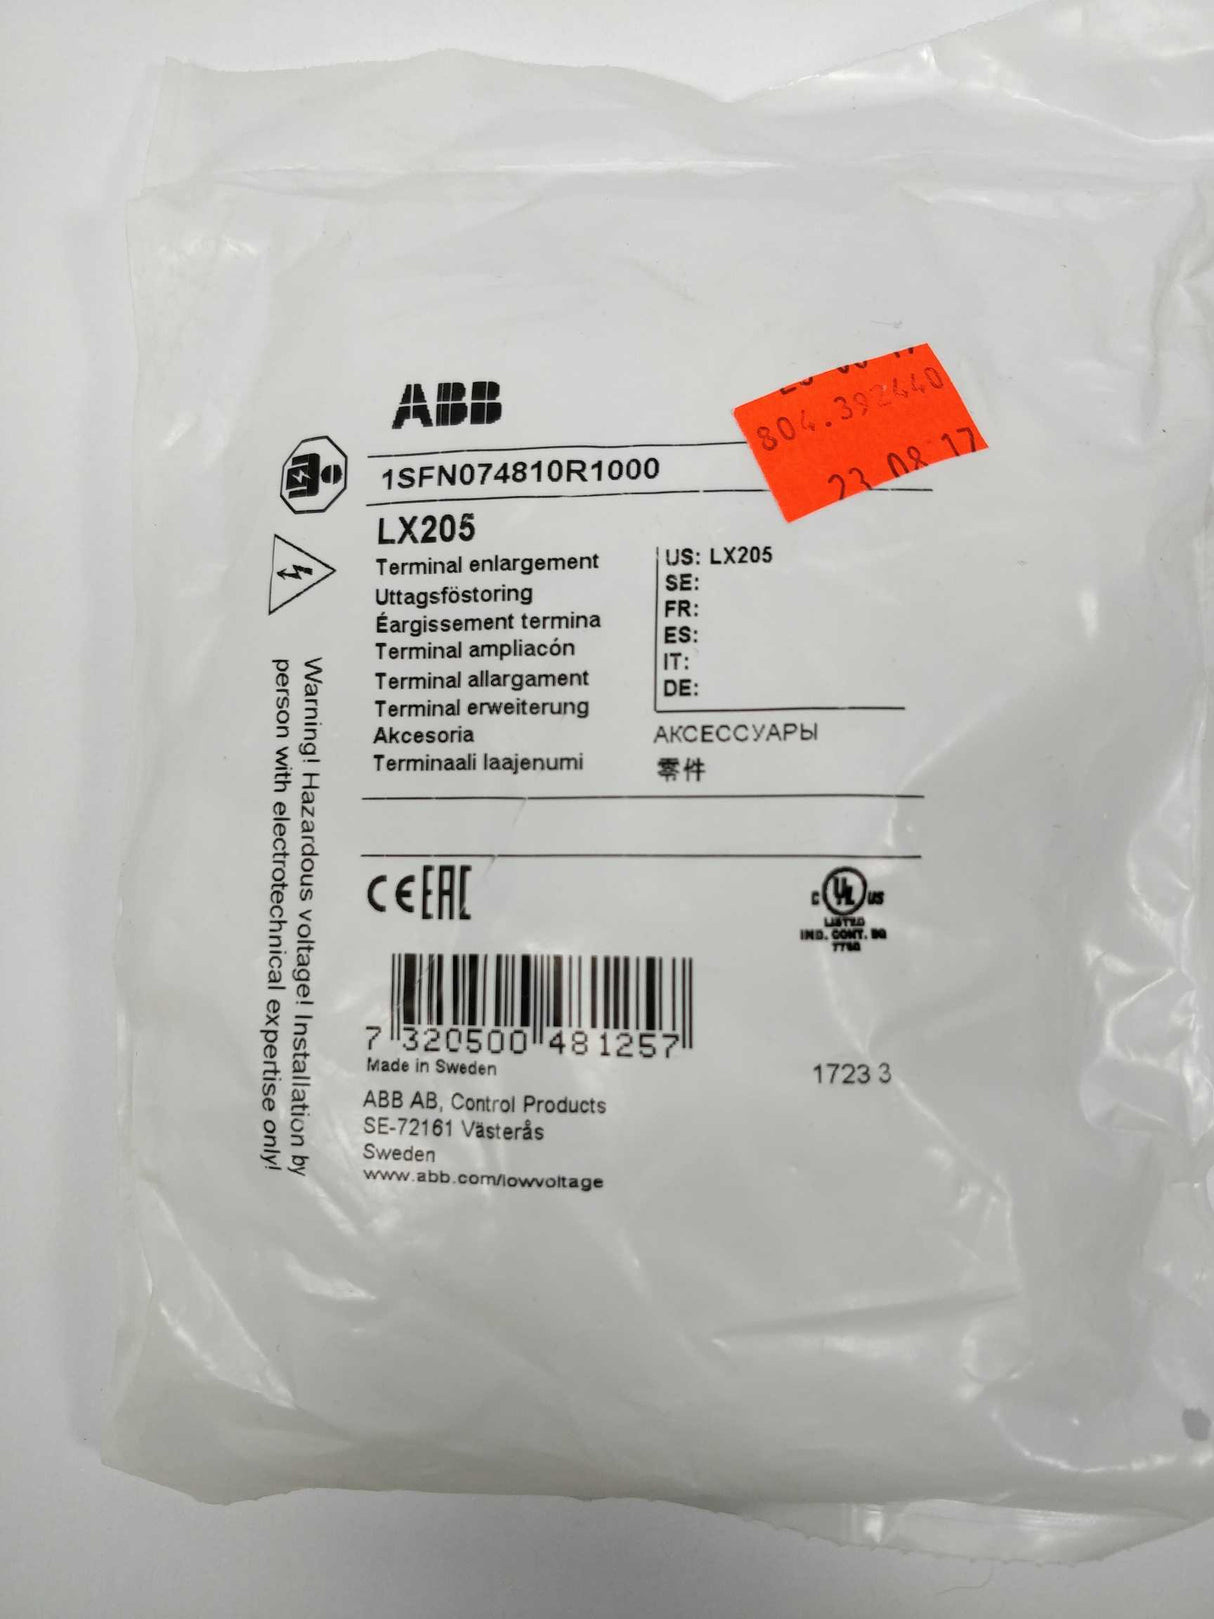 ABB
804.392440
23 08 17
1SFN074810R1000
LX205
Terminal enlargement
Uttagsföstoring
Éargissement termina
Terminal ampliacón
Terminal allargament
Terminal erweiterung
Akcesoria
Terminaali laajenumi
US: LX205
SE:
FR:
ES:
IT:
DE:
АКСЕССУАРЫ
零件
CE EAC
C UL US
LISTED
IND. CONT. EQ
7 320500 481257
Made in Sweden
17233
ABB AB, Control Products
SE-72161 Västerås
Sweden
www.abb.com/lowvoltage
Warning! Hazardous voltage! Installation by
person with electrotechnical expertise only!